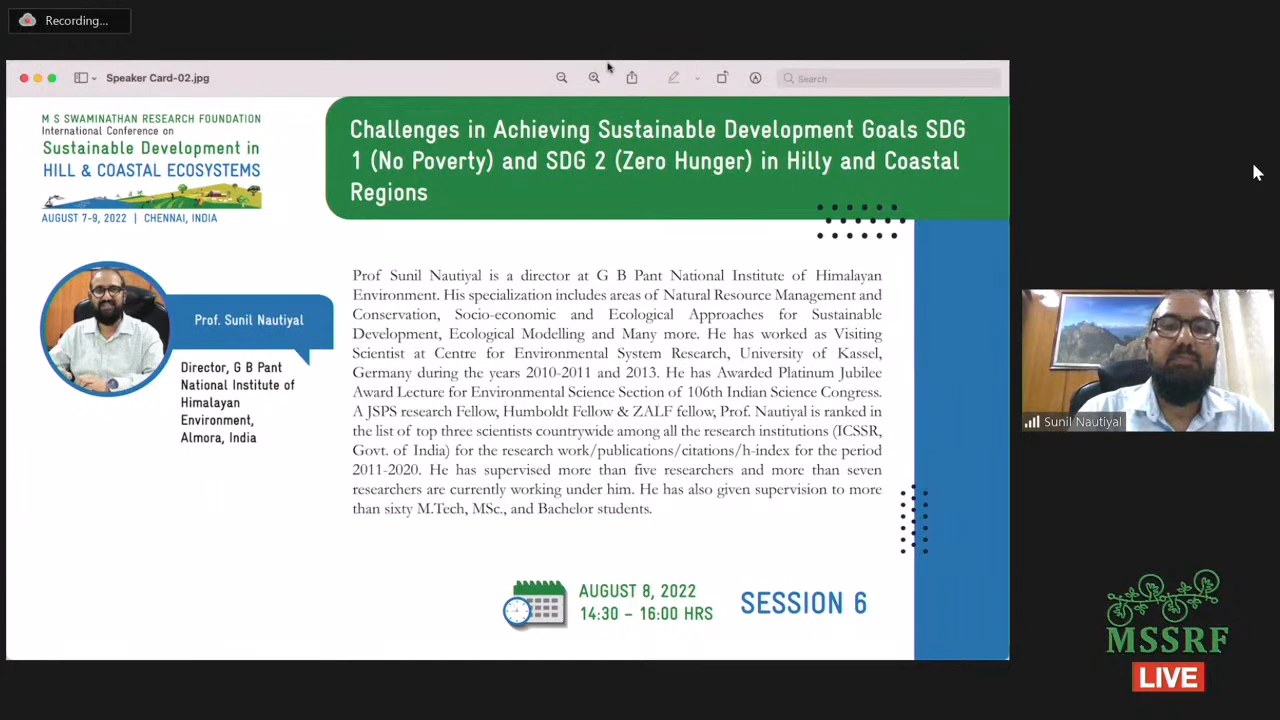 Recording...
Speaker Card-02.jpg
Search
M S SWAMINATHAN RESEARCH FOUNDATION
International Conference on
Sustainable Development in
HILL & COASTAL ECOSYSTEMS
AUGUST 7-9, 2022 | CHENNAI, INDIA
Challenges in Achieving Sustainable Development Goals SDG
1 (No Poverty) and SDG 2 (Zero Hunger) in Hilly and Coastal
Regions
Prof. Sunil Nautiyal
Director, G B Pant
National Institute of
Himalayan
Environment,
Almora, India
Prof Sunil Nautiyal is a director at G B Pant National Institute of Himalayan
Environment. His specialization includes areas of Natural Resource Management and
Conservation, Socio-economic and Ecological Approaches for Sustainable
Development, Ecological Modelling and Many more. He has worked as Visiting
Scientist at Centre for Environmental System Research, University of Kassel,
Germany during the years 2010-2011 and 2013. He has Awarded Platinum Jubilee
Award Lecture for Environmental Science Section of 106th Indian Science Congress.
A JSPS research Fellow, Humboldt Fellow & ZALF fellow, Prof. Nautiyal is ranked in
the list of top three scientists countrywide among all the research institutions (ICSSR,
Govt. of India) for the research work/publications/citations/h-index for the period
2011-2020. He has supervised more than five researchers and more than seven
researchers are currently working under him. He has also given supervision to more
than sixty M.Tech, MSc., and Bachelor students.
AUGUST 8, 2022
14:30 – 16:00 HRS
SESSION 6
Sunil Nautiyal
MSSRF
LIVE